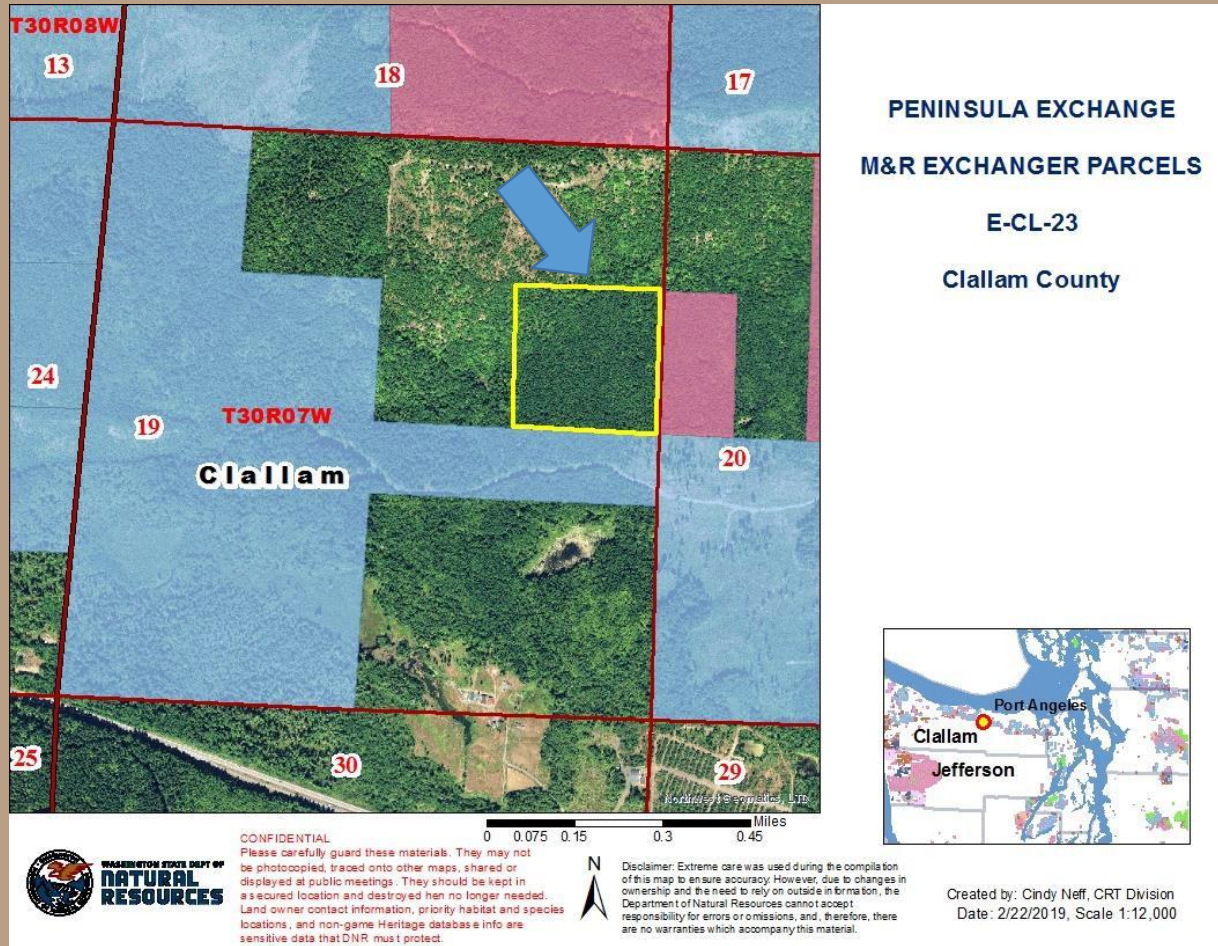 T30R08W
13
18
17
24
19
T30R07W
Clallam
20
25
30
29
Northwest Geomatics, LTD
PENINSULA EXCHANGE
M&R EXCHANGER PARCELS
E-CL-23
Clallam County
Port Angeles
Clallam
Jefferson
0 0.075 0.15 0.3 0.45 Miles
WASHINGTON STATE DEPT OF
NATURAL
RESOURCES
CONFIDENTIAL
Please carefully guard these materials. They may not
be photocopied, traced onto other maps, shared or
displayed at public meetings. They should be kept in
a secured location and destroyed hen no longer needed.
Land owner contact information, priority habitat and species
locations, and non-game Heritage database info are
sensitive data that DNR must protect.
N
Disclaimer: Extreme care was used during the compilation
of this map to ensure accuracy. However, due to changes in
ownership and the need to rely on outside information, the
Department of Natural Resources cannot accept
responsibility for errors or omissions, and, therefore, there
are no warranties which accompany this material.
Created by: Cindy Neff, CRT Division
Date: 2/22/2019, Scale 1:12,000